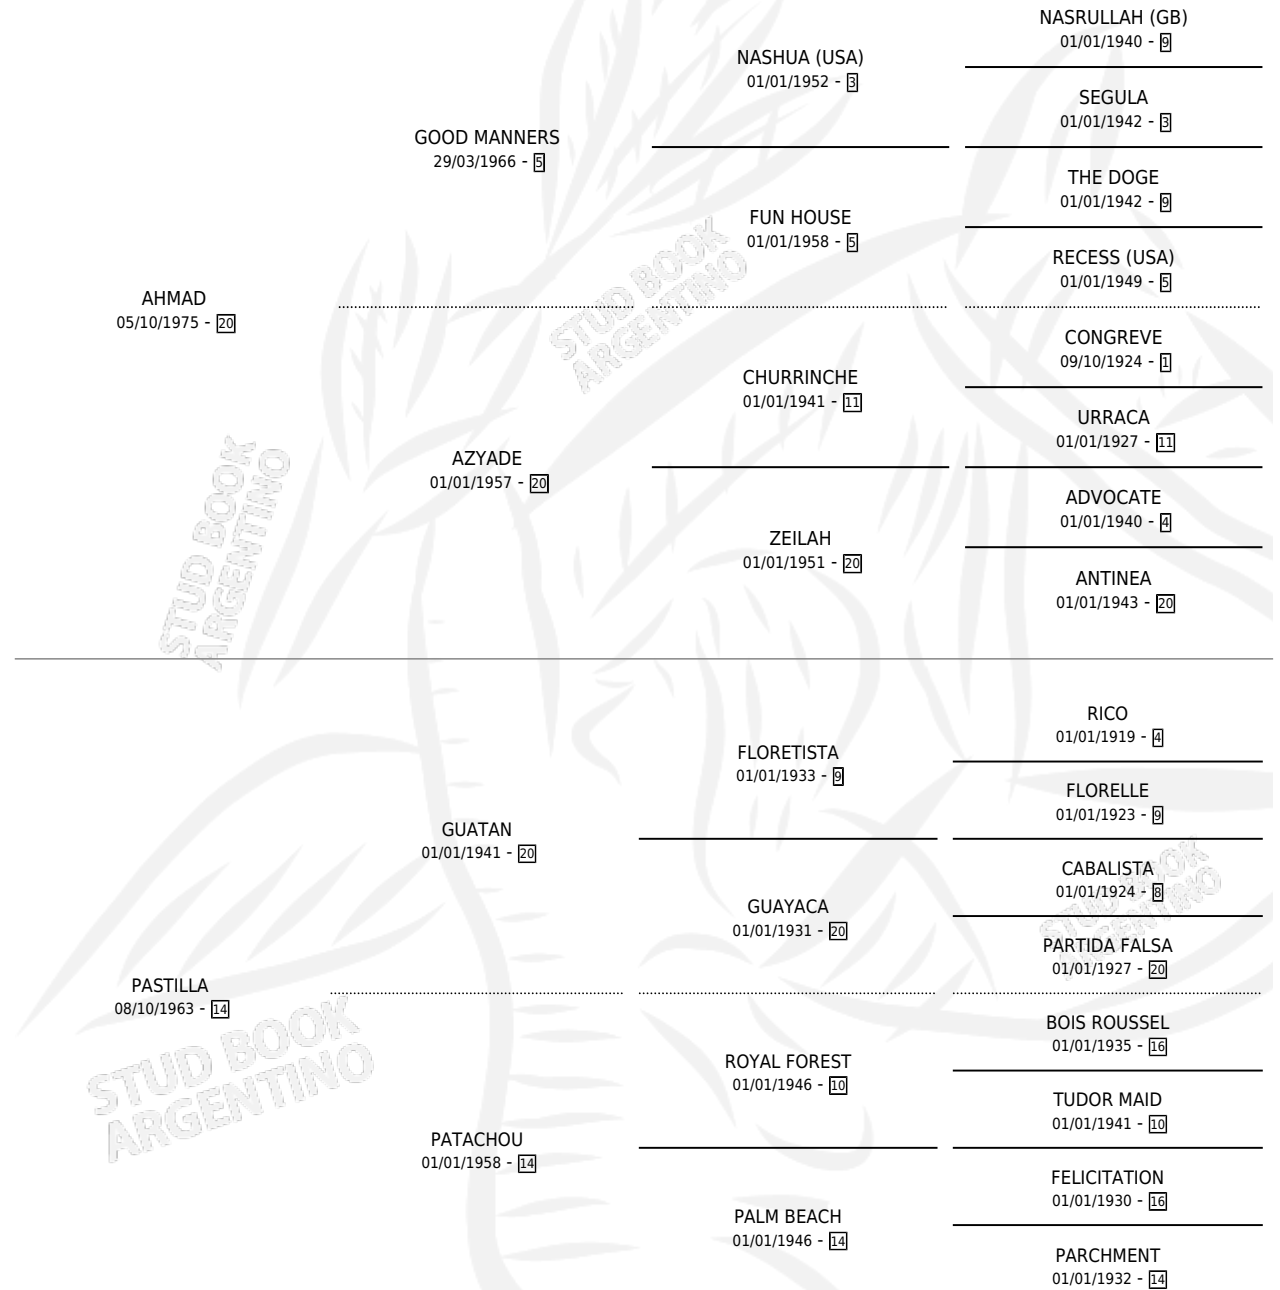 NASRULLAH (GB)
01/01/1940 - 9
NASHUA (USA)
01/01/1952 - 3
SEGULA
01/01/1942 - 3
GOOD MANNERS
29/03/1966 - 5
THE DOGE
01/01/1942 - 9
FUN HOUSE
01/01/1958 - 5
RECESS (USA)
01/01/1949 - 5
AHMAD
05/10/1975 - 20
CONGREVE
09/10/1924 - 1
CHURRINCHE
01/01/1941 - 11
URRACA
01/01/1927 - 11
AZYADE
01/01/1957 - 20
ADVOCATE
01/01/1940 - 4
ZEILAH
01/01/1951 - 20
ANTINEA
01/01/1943 - 20
RICO
01/01/1919 - 4
FLORETISTA
01/01/1933 - 9
FLORELLE
01/01/1923 - 9
GUATAN
01/01/1941 - 20
CABALISTA
01/01/1924 - 8
GUAYACA
01/01/1931 - 20
PARTIDA FALSA
01/01/1927 - 20
PASTILLA
08/10/1963 - 14
BOIS ROUSSEL
01/01/1935 - 16
ROYAL FOREST
01/01/1946 - 10
TUDOR MAID
01/01/1941 - 10
PATACHOU
01/01/1958 - 14
FELICITATION
01/01/1930 - 16
PALM BEACH
01/01/1946 - 14
PARCHMENT
01/01/1932 - 14
STUD BOOK
ARGENTINO
STUD BOOK
ARGENTINO
STUD BOOK
ARGENTINO
STUD BOOK
ARGENTINO